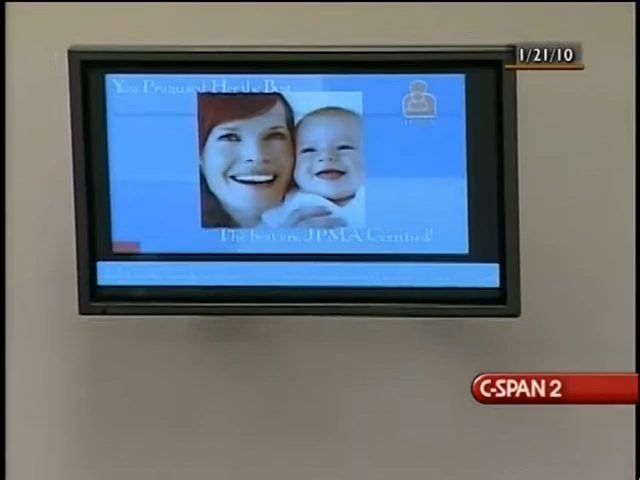 1/21/10
You Promised Her the Best
The best are JPMA Certified!
C-SPAN 2